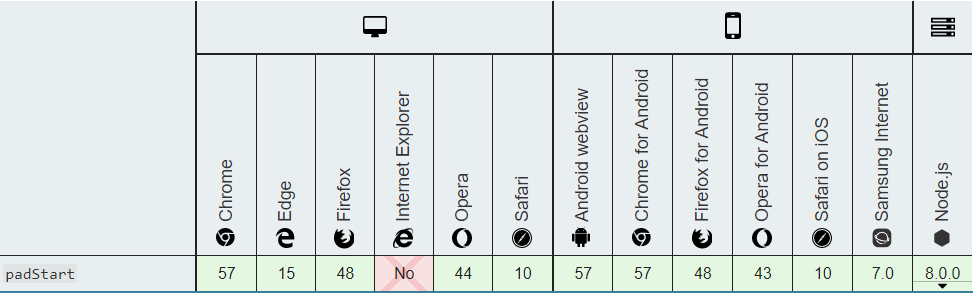 Chrome
Edge
Firefox
Internet Explorer
Opera
Safari
Android webview
Chrome for Android
Firefox for Android
Opera for Android
Safari on iOS
Samsung Internet
Node.js
padStart 57 15 48 No 44 10 57 57 48 43 10 7.0 8.0.0